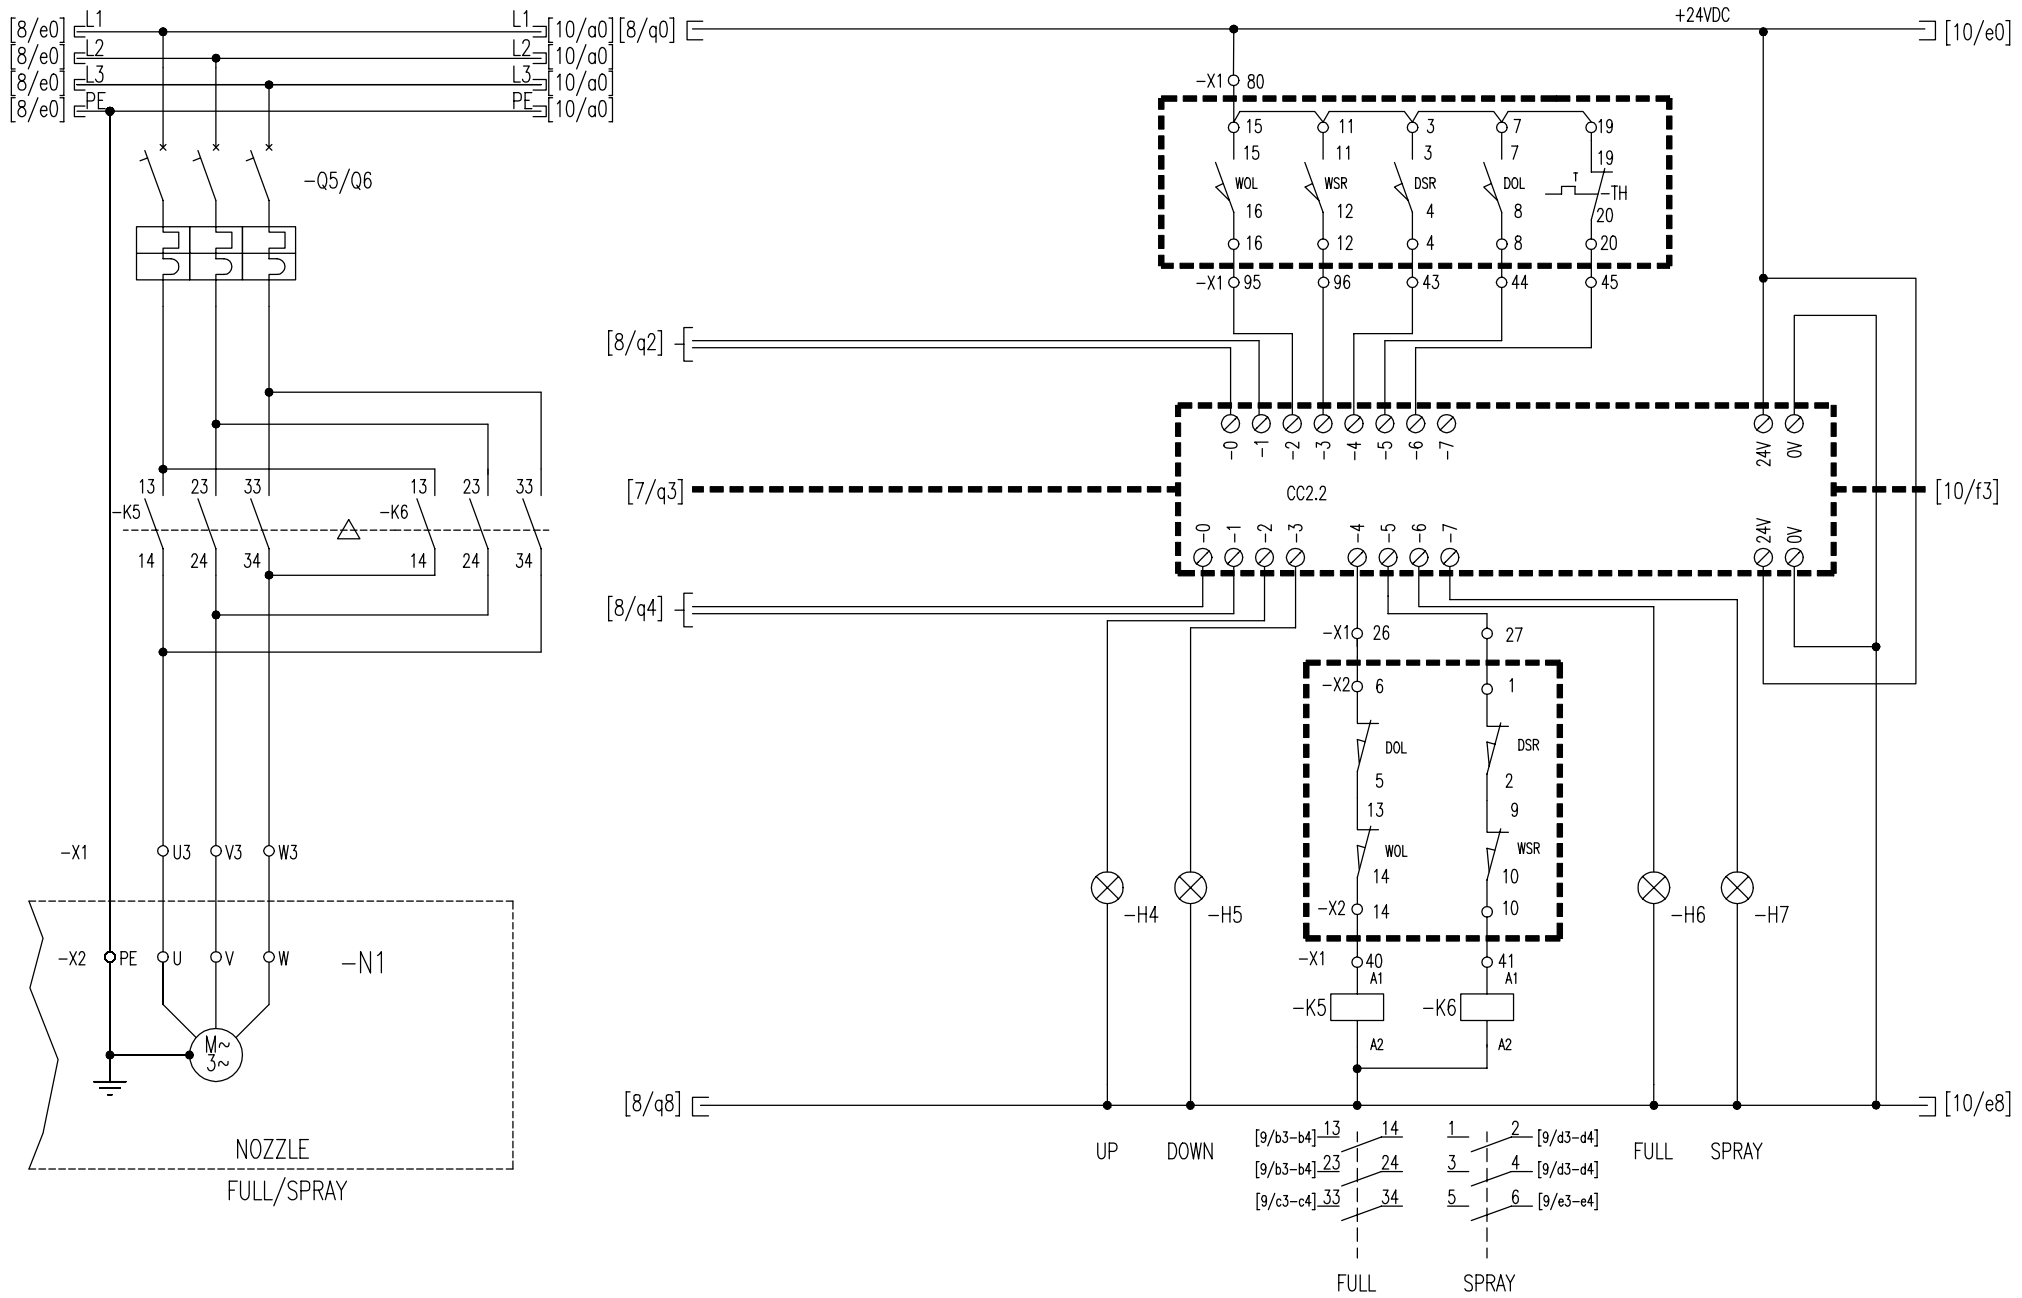 [8/e0] L1 L1 [10/a0] [8/q0] +24VDC [10/e0]
[8/e0] L2 L2 [10/a0]
[8/e0] L3 L3 [10/a0]
[8/e0] PE PE [10/a0]
-Q5/Q6
-X1 80
15 11 3 7 19
15 11 3 7 19
WOL WSR DSR DOL T -TH
16 12 4 8 20
16 12 4 8 20
-X1 95 96 43 44 45
[8/q2]
-0 -1 -2 -3 -4 -5 -6 -7 24V 0V
[7/q3] CC2.2 [10/f3]
-0 -1 -2 -3 -4 -5 -6 -7 24V 0V
13 23 33 13 23 33
-K5 -K6
14 24 34 14 24 34
[8/q4]
-X1 26 27
-X2 6 1
DOL DSR
5 2
13 9
WOL WSR
14 10
-X2 14 10
-H4 -H5 -H6 -H7
-X1 40 41
A1 A1
-K5 -K6
A2 A2
-X1 U3 V3 W3
-X2 PE U V W -N1
M~
3~
NOZZLE
FULL/SPRAY
[8/q8] [10/e8]
UP DOWN FULL SPRAY
[9/b3-b4] 13 14 1 2 [9/d3-d4]
[9/b3-b4] 23 24 3 4 [9/d3-d4]
[9/c3-c4] 33 34 5 6 [9/e3-e4]
FULL SPRAY